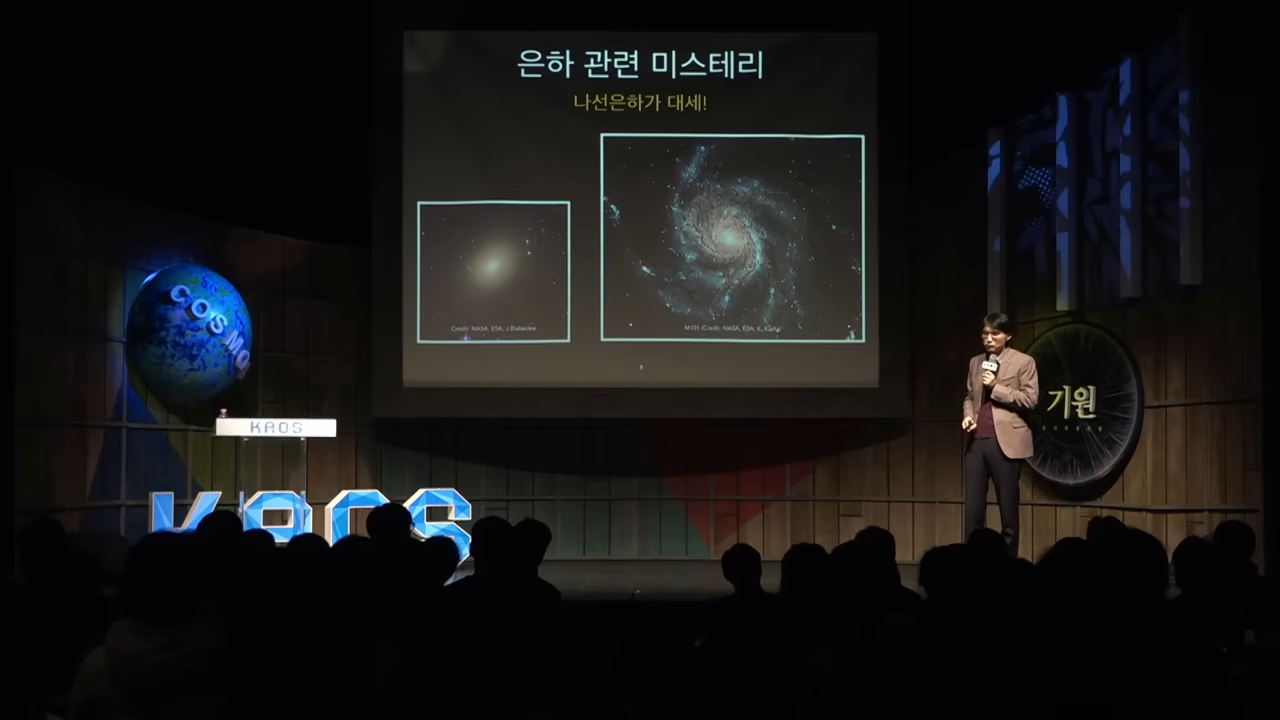 은하 관련 미스테리
나선은하가 대세!
Credit: NASA, ESA, J.Blakeslee
M101 (Credit: NASA, ESA, K. Kuntz)
COSMO
KAOS
KAOS
기원